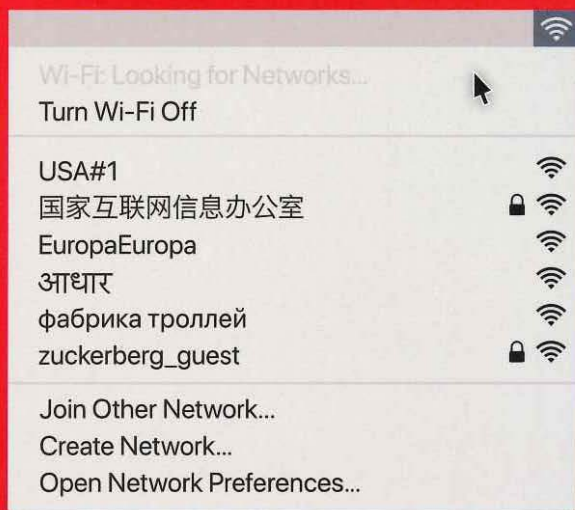 Wi-Fi: Looking for Networks...
Turn Wi-Fi Off
USA#1
国家互联网信息办公室
EuropaEuropa
आधार
фабрика троллей
zuckerberg_guest
Join Other Network...
Create Network...
Open Network Preferences...